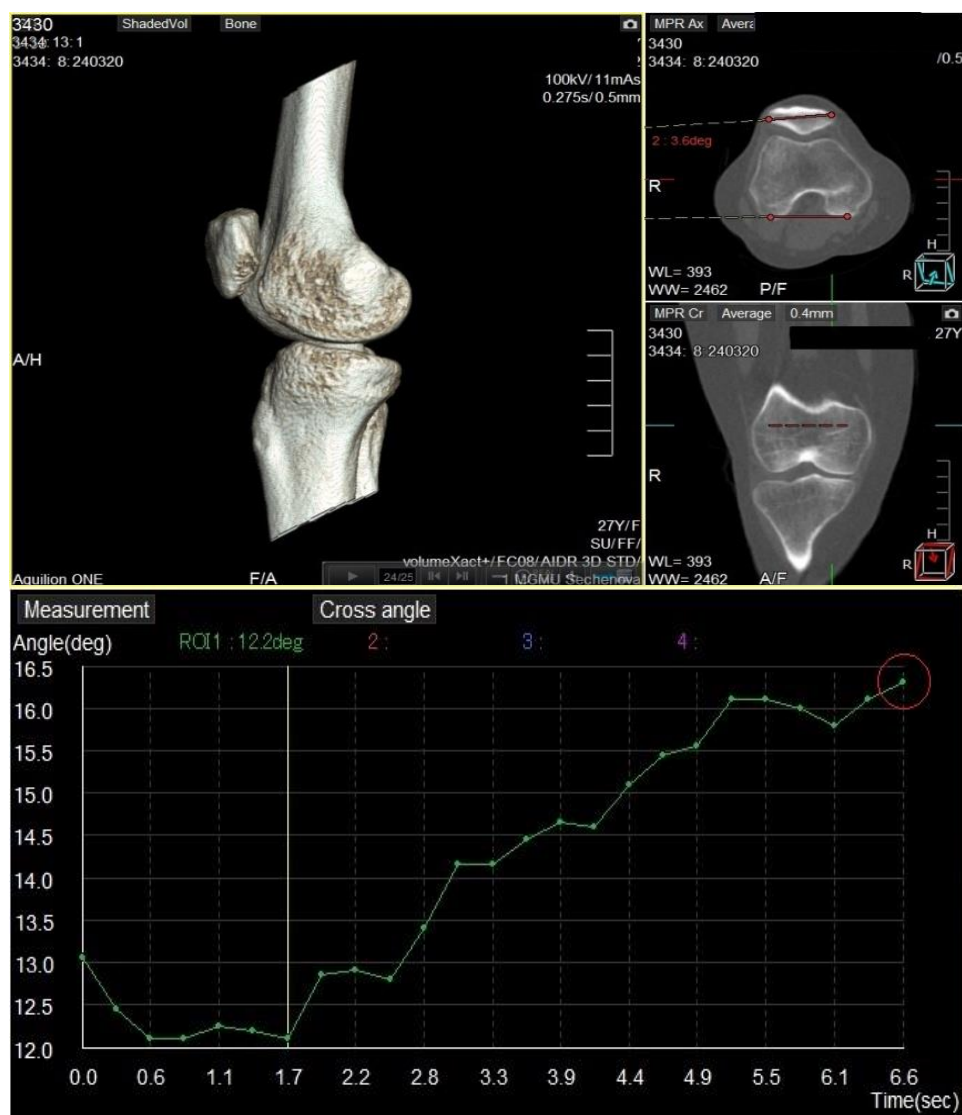 3430
ShadedVol Bone
3434: 13: 1
3434: 8:240320
100kV/11mAs
0.275s/0.5mm
A/H
27Y/F
SU/FF/
volumeXact+/FC08/AIDR 3D STD/
1 MGMU Sechenova
Aquilion ONE
F/A
24/25
MPR Ax
3430
3434: 8:240320
/0.5
2 : 3.6deg
R
H
R
WL= 393
WW= 2462
P/F
MPR Cr Average 0.4mm
3430
27Y
3434: 8:240320
R
H
R
WL= 393
WW= 2462
A/F
Measurement
Cross angle
Angle(deg)
ROI1 :12.2deg
2 :
3 :
4 :
16.5
16.0
15.5
15.0
14.5
14.0
13.5
13.0
12.5
12.0
0.0 0.6 1.1 1.7 2.2 2.8 3.3 3.9 4.4 4.9 5.5 6.1 6.6
Time(sec)